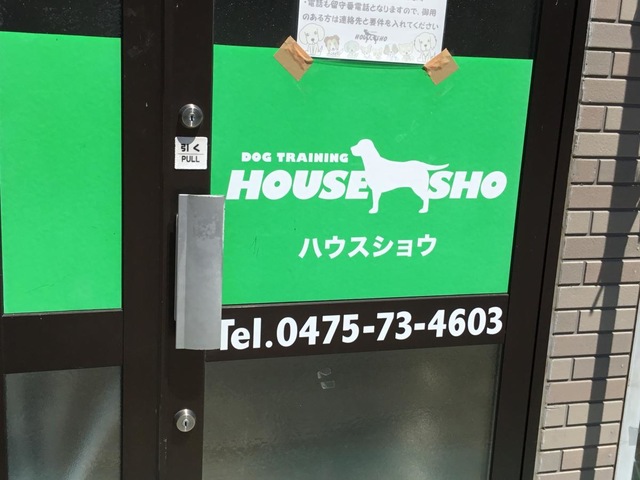 ・電話も留守番電話となりますので、御用
のある方は連絡先と要件を入れてください
HOUSE SHO
引く
PULL
DOG TRAINING
HOUSE SHO
ハウスショウ
Tel.0475-73-4603